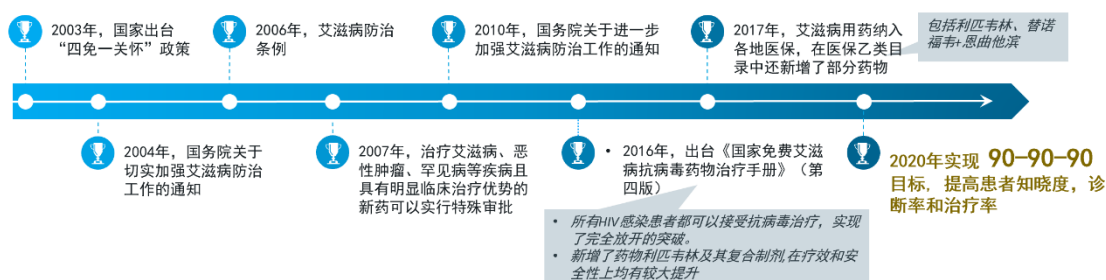 2003年，国家出台
“四免一关怀”政策
2006年，艾滋病防治
条例
2010年，国务院关于进一步
加强艾滋病防治工作的通知
2017年，艾滋病用药纳入
各地医保，在医保乙类目
录中还新增了部分药物
包括利匹韦林、替诺
福韦+恩曲他滨
2004年，国务院关于
切实加强艾滋病防治
工作的通知
2007年，治疗艾滋病、恶
性肿瘤、罕见病等疾病且
具有明显临床治疗优势的
新药可以实行特殊审批
• 2016年，出台《国家免费艾滋
病抗病毒药物治疗手册》（第
四版）
• 所有HIV感染患者都可以接受抗病毒治疗，实现
了完全放开的突破。
• 新增了药物利匹韦林及其复合制剂,在疗效和安
全性上均有较大提升
2020年实现 90-90-90
目标，提高患者知晓度，诊
断率和治疗率